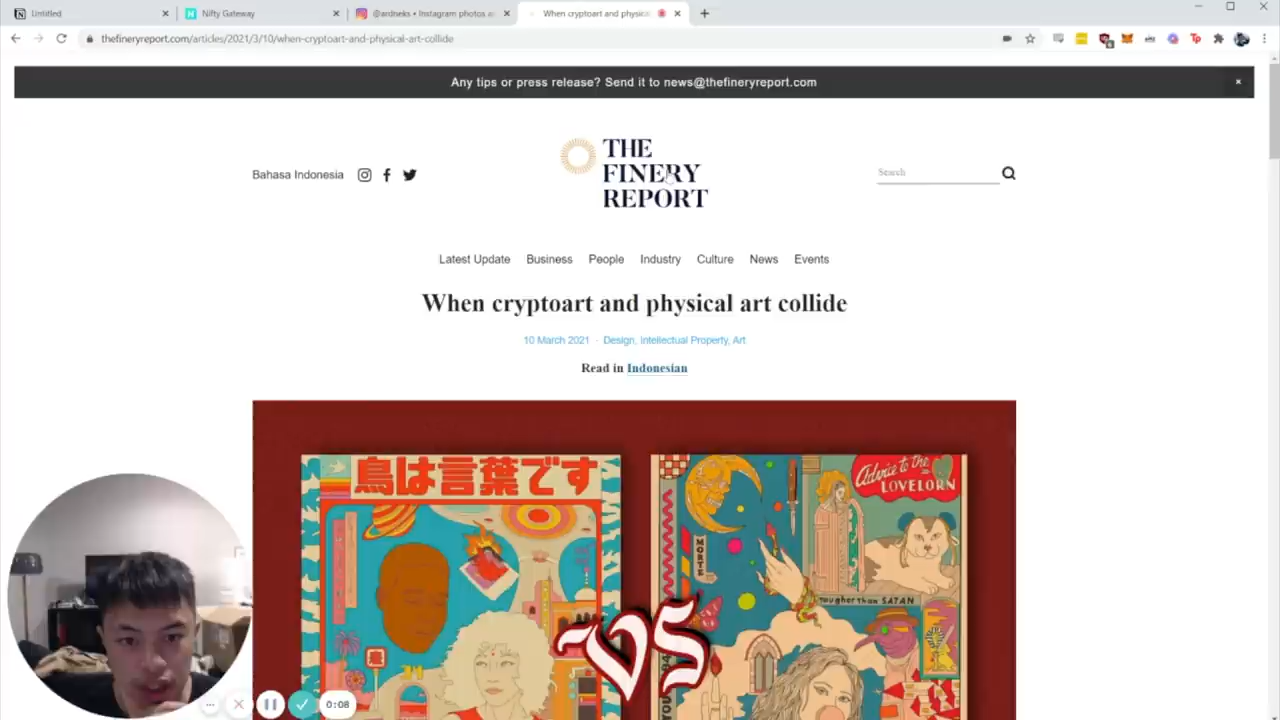 Untitled
Nifty Gateway
@ardneks • Instagram photos a
When cryptoart and physica
thefineryreport.com/articles/2021/3/10/when-cryptoart-and-physical-art-collide
Any tips or press release? Send it to news@thefineryreport.com
Bahasa Indonesia
THE
FINERY
REPORT
Search
Latest Update
Business
People
Industry
Culture
News
Events
When cryptoart and physical art collide
10 March 2021 · Design, Intellectual Property, Art
Read in Indonesian
鳥は言葉です
Advice to the
LOVELORN
MORTE
Tougher than SATAN
VS
0:08